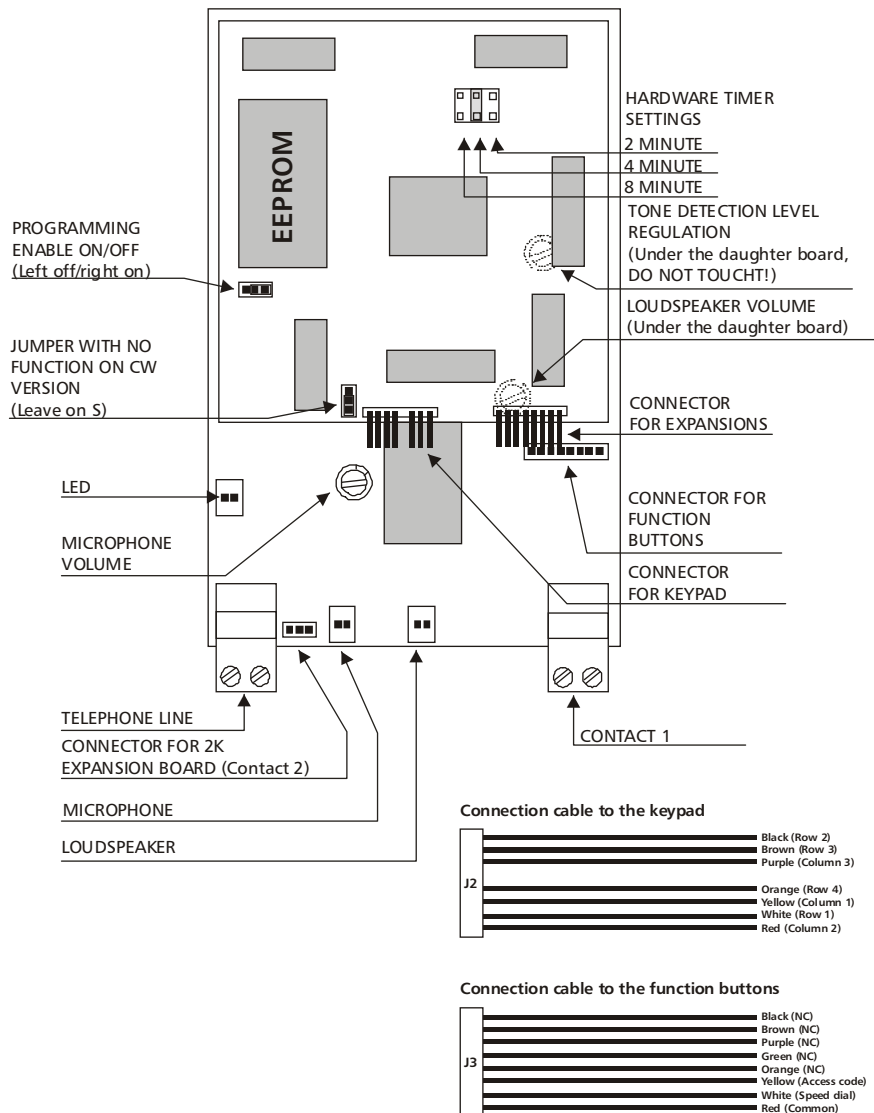 HARDWARE TIMER
SETTINGS
2 MINUTE
4 MINUTE
8 MINUTE
TONE DETECTION LEVEL
REGULATION
(Under the daughter board,
DO NOT TOUCHT!)
LOUDSPEAKER VOLUME
(Under the daughter board)
EEPROM
PROGRAMMING
ENABLE ON/OFF
(Left off/right on)
JUMPER WITH NO
FUNCTION ON CW
VERSION
(Leave on S)
CONNECTOR
FOR EXPANSIONS
LED
MICROPHONE
VOLUME
CONNECTOR FOR
FUNCTION
BUTTONS
CONNECTOR
FOR KEYPAD
TELEPHONE LINE
CONNECTOR FOR 2K
EXPANSION BOARD (Contact 2)
MICROPHONE
LOUDSPEAKER
CONTACT 1
Connection cable to the keypad
J2
Black (Row 2)
Brown (Row 3)
Purple (Column 3)
Orange (Row 4)
Yellow (Column 1)
White (Row 1)
Red (Column 2)
Connection cable to the function buttons
J3
Black (NC)
Brown (NC)
Purple (NC)
Green (NC)
Orange (NC)
Yellow (Access code)
White (Speed dial)
Red (Common)